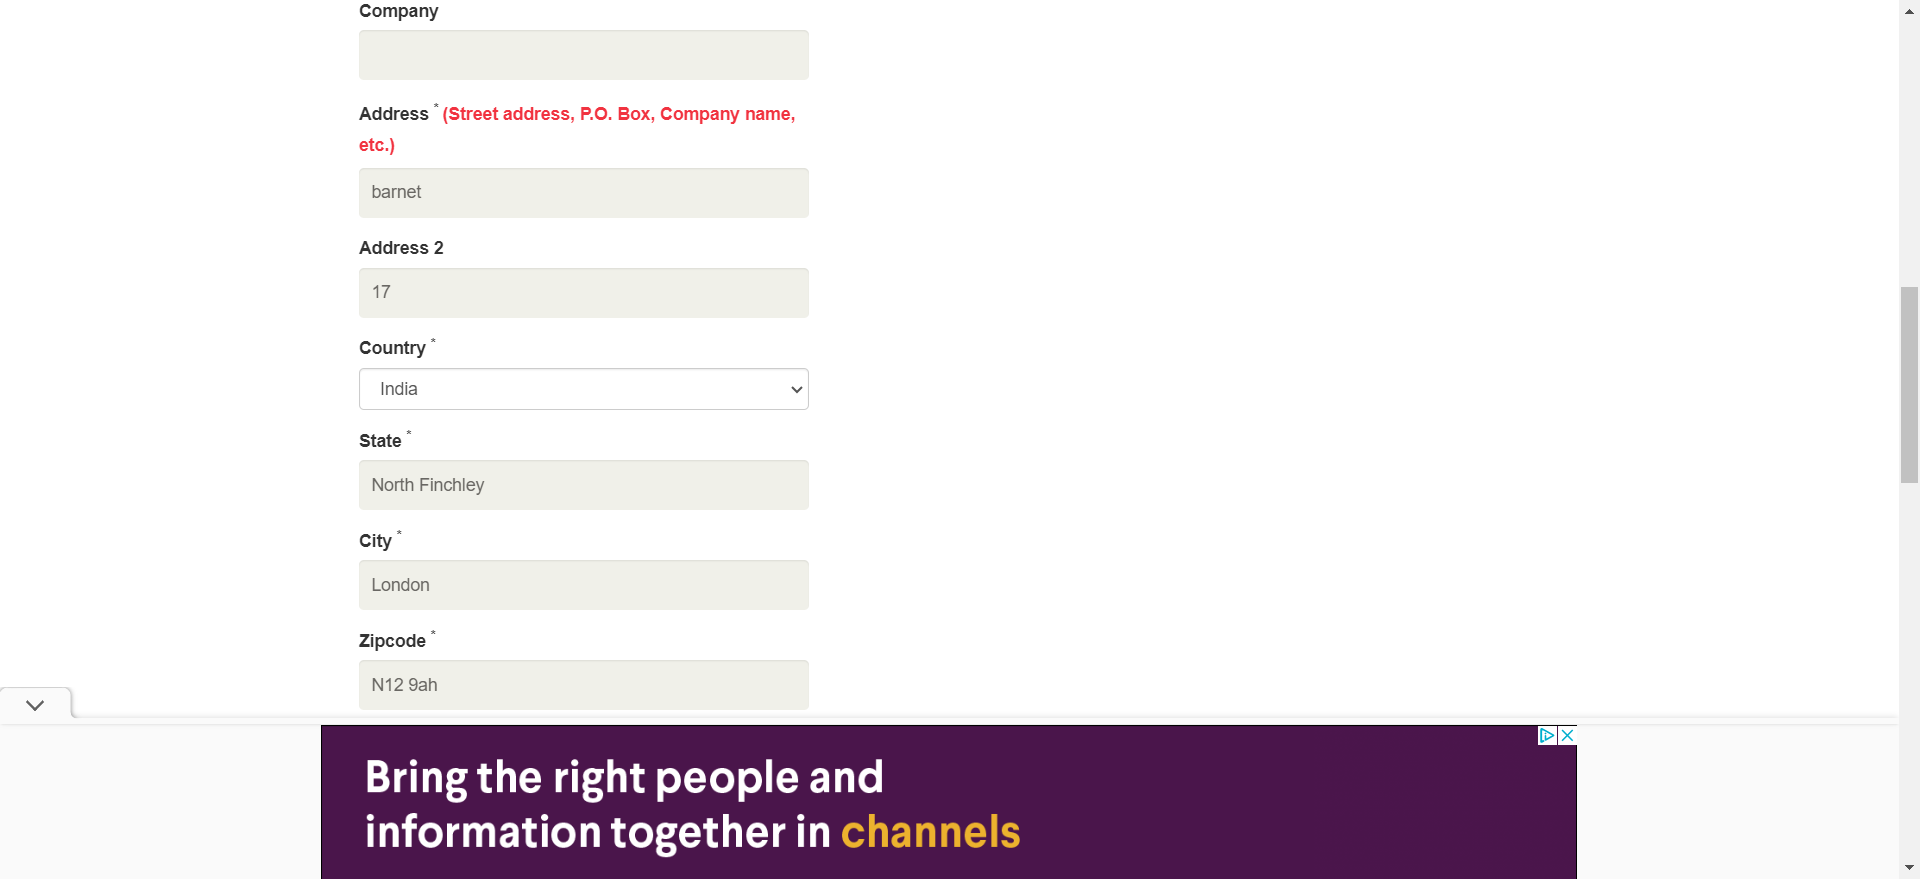 Company
Address * (Street address, P.O. Box, Company name,
etc.)
barnet
Address 2
17
Country *
India
State *
North Finchley
City *
London
Zipcode *
N12 9ah
Bring the right people and
information together in channels